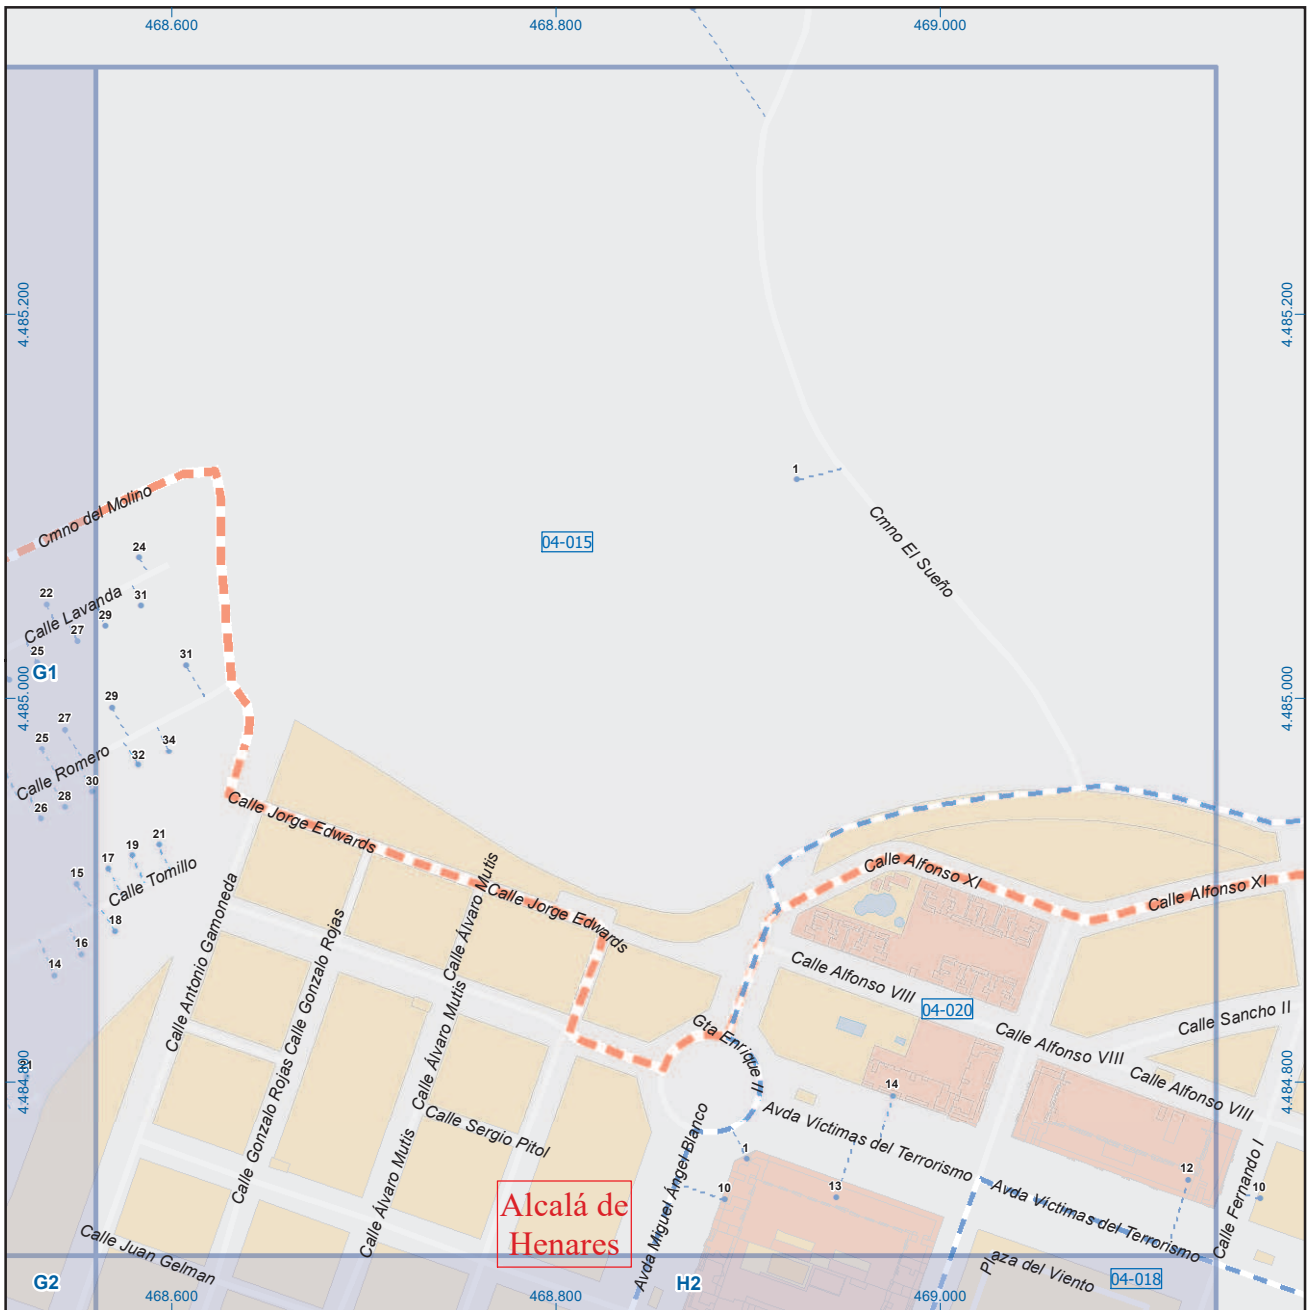 468.600
468.800
469.000
4.485.200
4.485.200
1
Cmno del Molino
04-015
Cmno El Sueño
24
22
31
Calle Lavanda
29
27
25
31
G1
29
4.485.000
4.485.000
27
34
25
32
Calle Romero
30
28
26
Calle Jorge Edwards
21
19
17
15
Calle Tomillo
18
16
14
Calle Alfonso XI
Calle Alfonso XI
Calle Jorge Edwards
Calle Álvaro Mutis
Calle Antonio Gamoneda
Calle Gonzalo Rojas
Calle Alfonso VIII
04-020
Calle Sancho II
Gta Enrique II
Calle Alfonso VIII
Calle Alfonso VIII
Calle Álvaro Mutis
4.484.800
4.484.800
14
Calle Sergio Pitol
Avda Víctimas del Terrorismo
Calle Gonzalo Rojas
Calle Álvaro Mutis
Avda Miguel Ángel Blanco
1
10
13
12
10
Avda Víctimas del Terrorismo
Calle Fernando I
Alcalá de
Henares
Calle Juan Gelman
Plaza del Viento
04-018
G2
H2
468.600
468.800
469.000